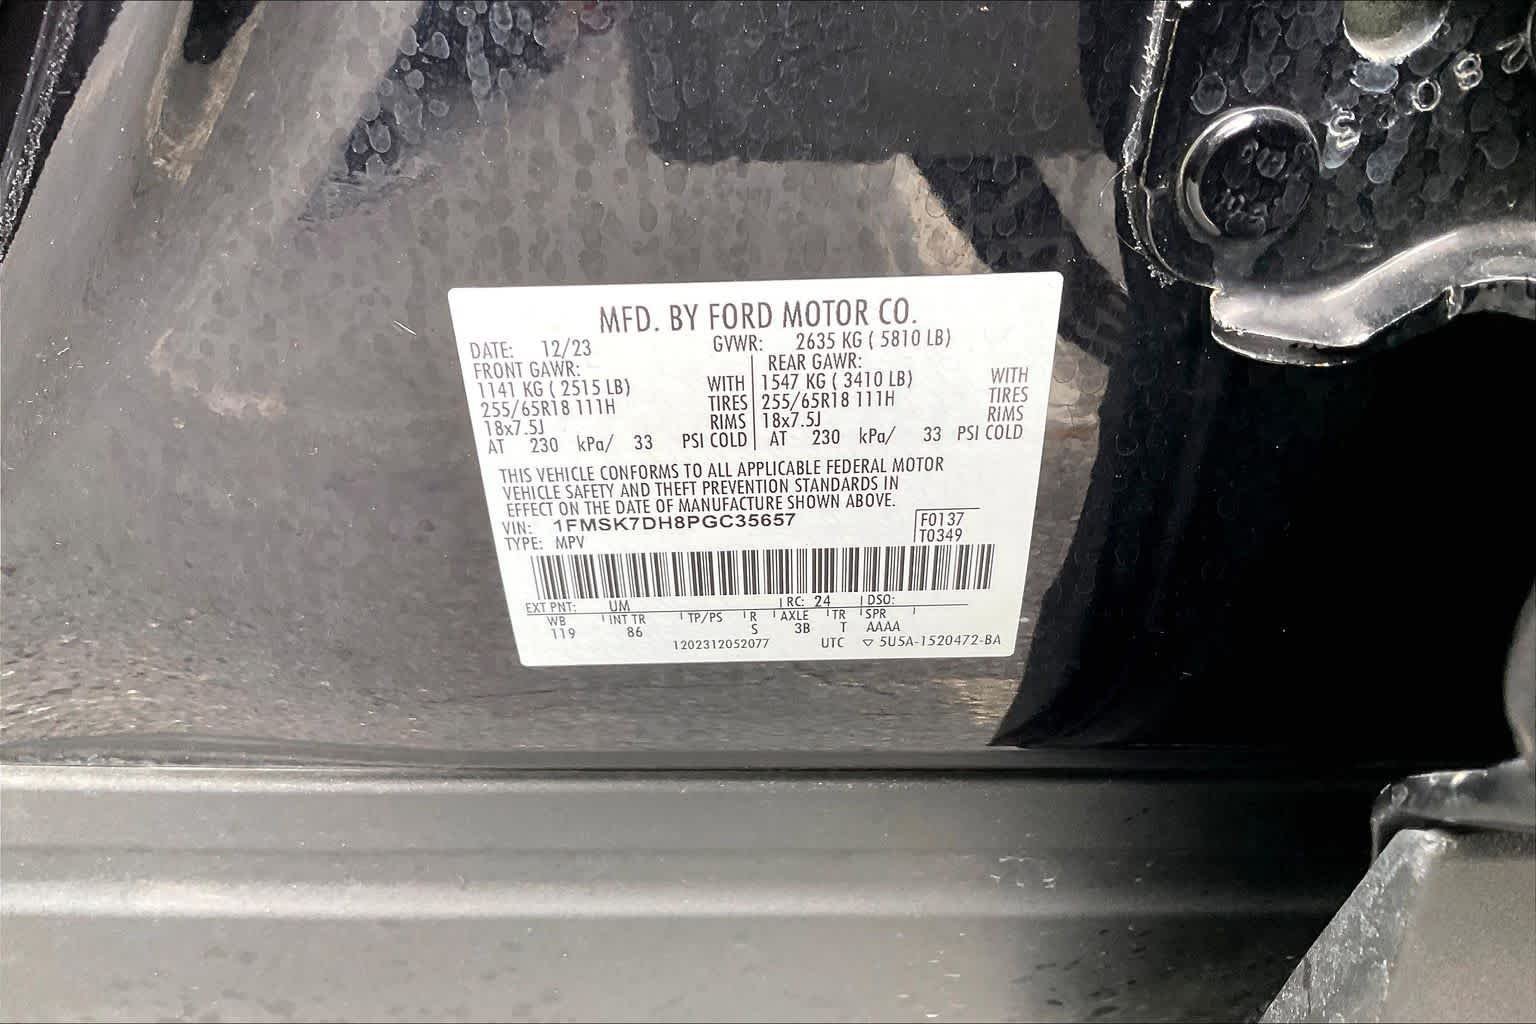 MFD. BY FORD MOTOR CO.
DATE: 12/23 GVWR: 2635 KG ( 5810 LB)
FRONT GAWR: REAR GAWR:
1141 KG ( 2515 LB) WITH 1547 KG ( 3410 LB) WITH
255/65R18 111H TIRES 255/65R18 111H TIRES
18x7.5J RIMS 18x7.5J RIMS
AT 230 kPa/ 33 PSI COLD AT 230 kPa/ 33 PSI COLD
THIS VEHICLE CONFORMS TO ALL APPLICABLE FEDERAL MOTOR
VEHICLE SAFETY AND THEFT PREVENTION STANDARDS IN
EFFECT ON THE DATE OF MANUFACTURE SHOWN ABOVE.
VIN: 1FMSK7DH8PGC35657 F0137
TYPE: MPV T0349
EXT PNT: UM RC: 24 DSO:
WB INT TR TP/PS R AXLE TR SPR
119 86 S 3B T AAAA
1202312052077 UTC ▽ 5U5A-1520472-BA